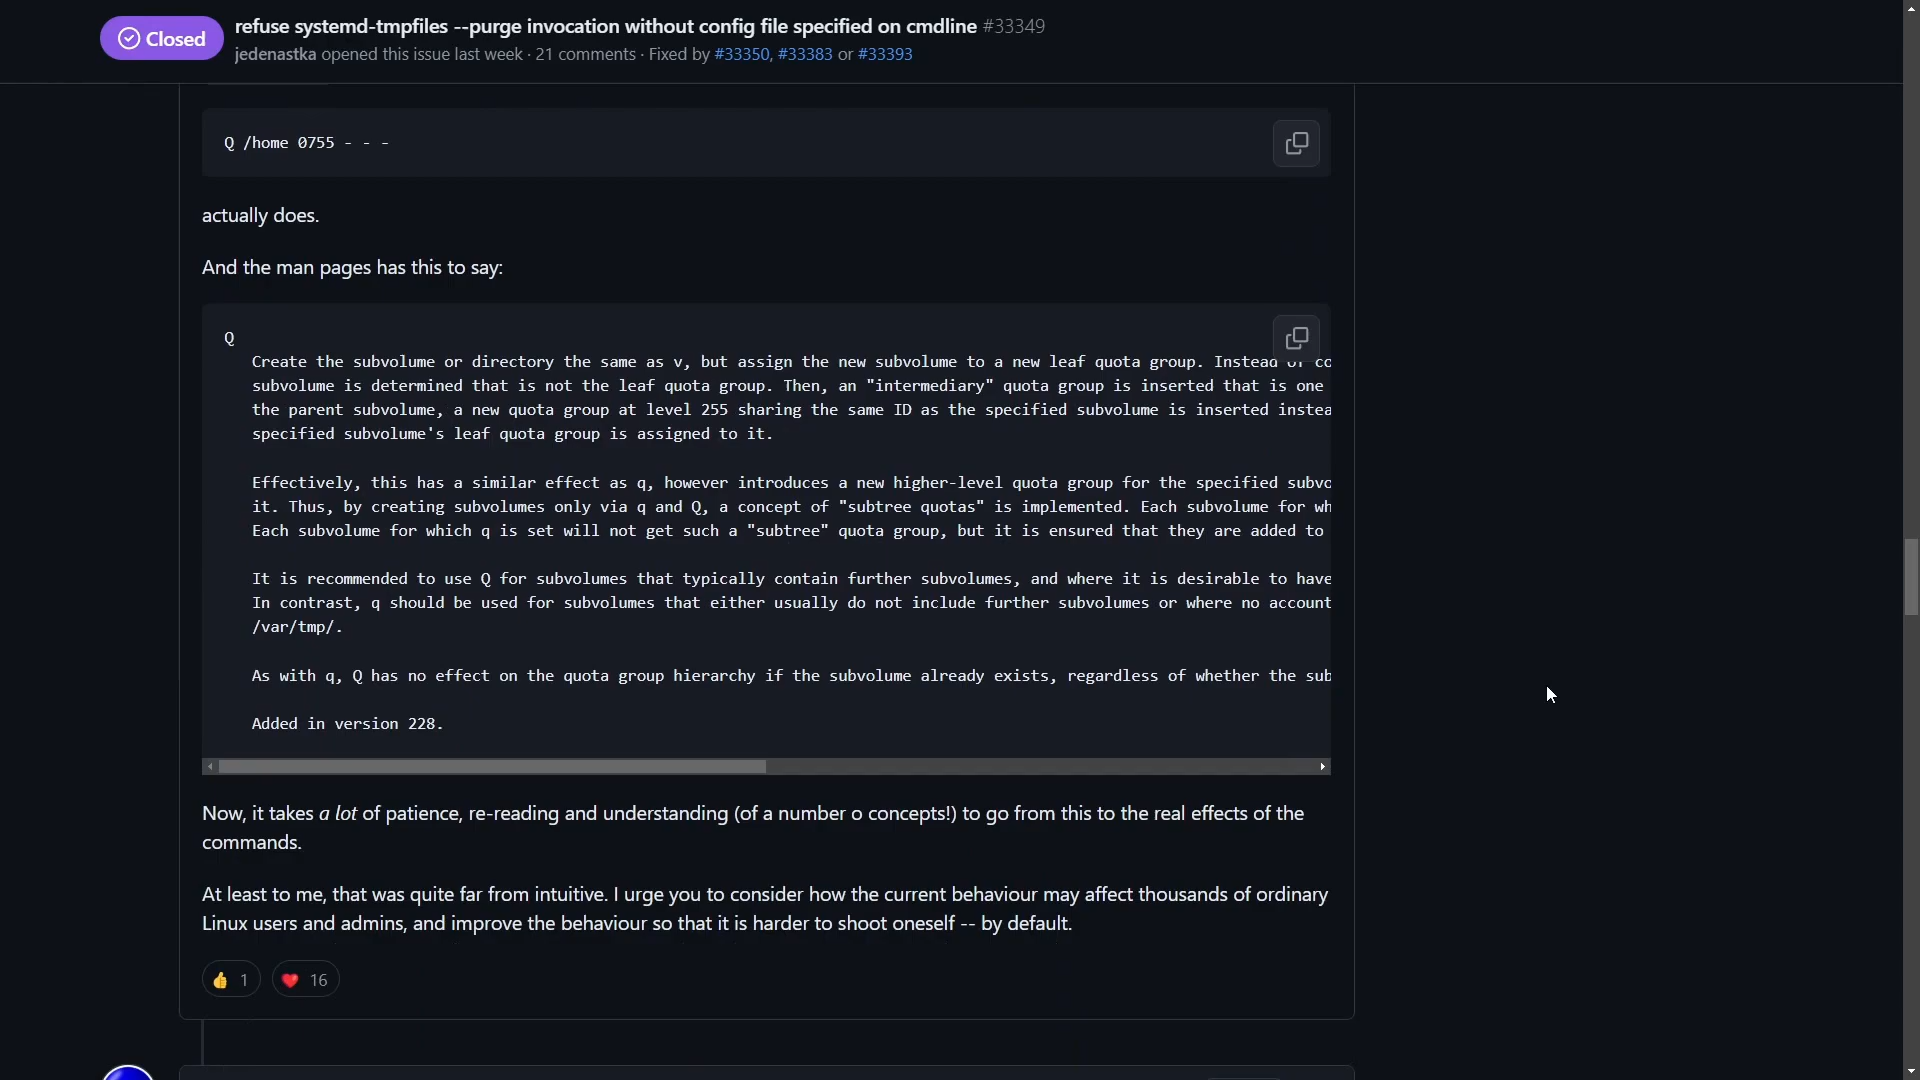 Closed
refuse systemd-tmpfiles --purge invocation without config file specified on cmdline #33349
jedenastka opened this issue last week · 21 comments · Fixed by #33350, #33383 or #33393
Q /home 0755 - - -
actually does.
And the man pages has this to say:
Q
Create the subvolume or directory the same as v, but assign the new subvolume to a new leaf quota group. Instead of co
subvolume is determined that is not the leaf quota group. Then, an "intermediary" quota group is inserted that is one
the parent subvolume, a new quota group at level 255 sharing the same ID as the specified subvolume is inserted instea
specified subvolume's leaf quota group is assigned to it.
Effectively, this has a similar effect as q, however introduces a new higher-level quota group for the specified subvo
it. Thus, by creating subvolumes only via q and Q, a concept of "subtree quotas" is implemented. Each subvolume for wh
Each subvolume for which q is set will not get such a "subtree" quota group, but it is ensured that they are added to
It is recommended to use Q for subvolumes that typically contain further subvolumes, and where it is desirable to have
In contrast, q should be used for subvolumes that either usually do not include further subvolumes or where no account
/var/tmp/.
As with q, Q has no effect on the quota group hierarchy if the subvolume already exists, regardless of whether the sub
Added in version 228.
Now, it takes a lot of patience, re-reading and understanding (of a number o concepts!) to go from this to the real effects of the
commands.
At least to me, that was quite far from intuitive. I urge you to consider how the current behaviour may affect thousands of ordinary
Linux users and admins, and improve the behaviour so that it is harder to shoot oneself -- by default.
1 16